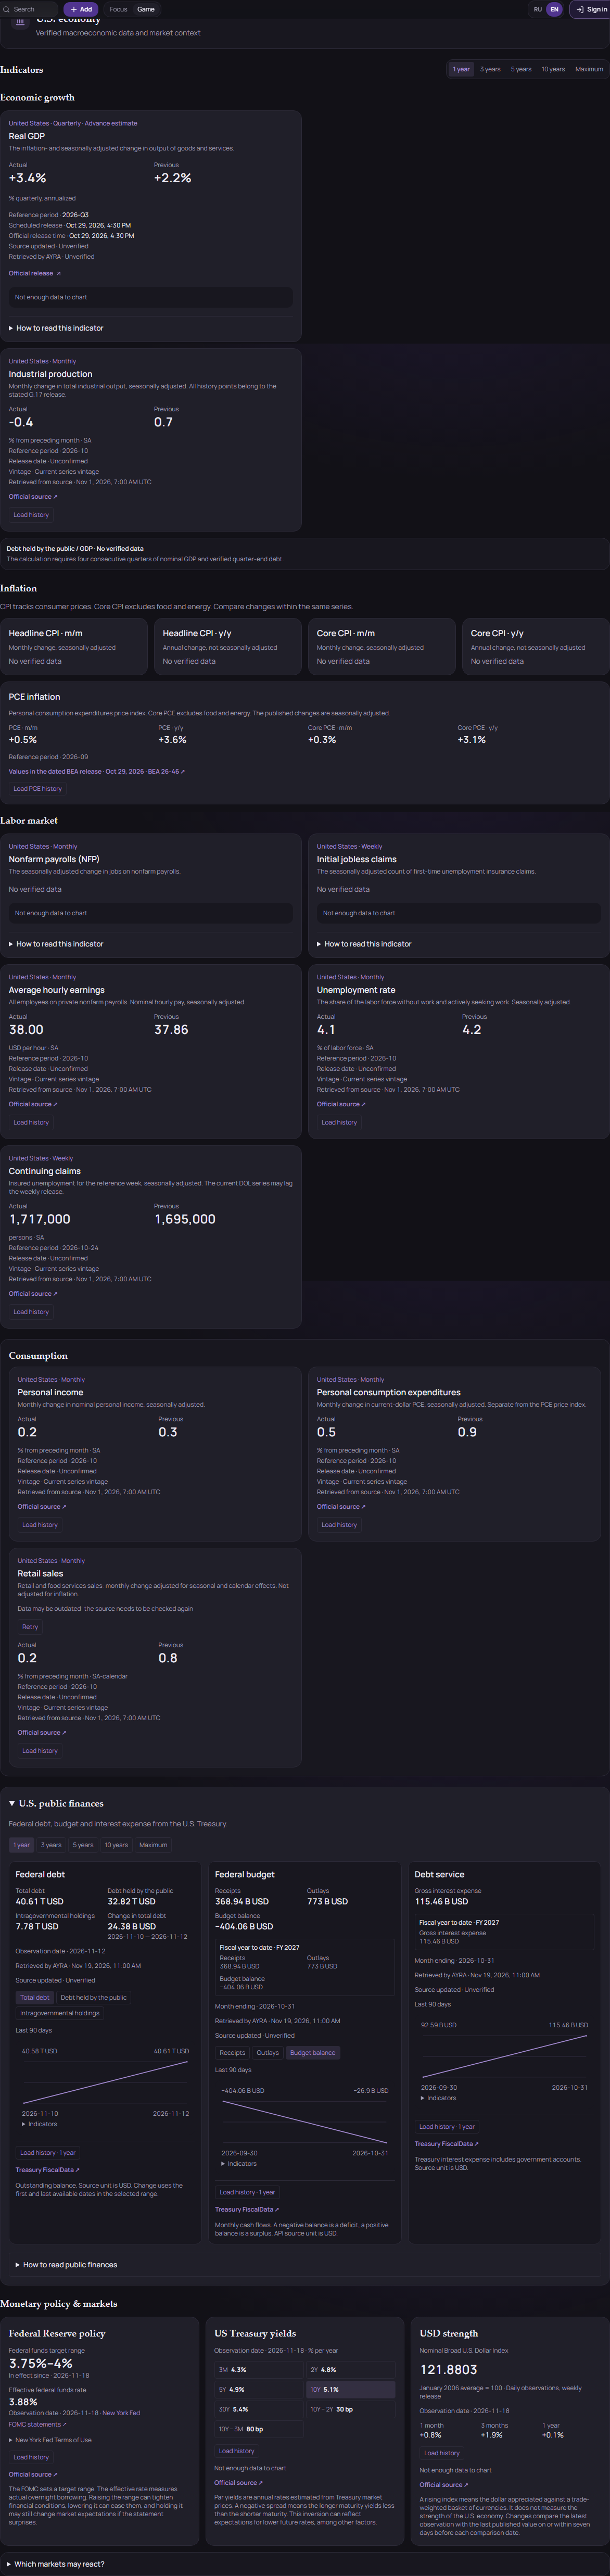 Search
+ Add
Focus
Game
RU
EN
Sign in
U.S. economy
Verified macroeconomic data and market context
Indicators
1 year
3 years
5 years
10 years
Maximum
Economic growth
United States · Quarterly · Advance estimate
Real GDP
The inflation- and seasonally adjusted change in output of goods and services.
Actual
Previous
+3.4%
+2.2%
% quarterly, annualized
Reference period · 2026-Q3
Scheduled release · Oct 29, 2026, 4:30 PM
Official release time · Oct 29, 2026, 4:30 PM
Source updated · Unverified
Retrieved by AYRA · Unverified
Official release ↗
Not enough data to chart
▶ How to read this indicator
United States · Monthly
Industrial production
Monthly change in total industrial output, seasonally adjusted. All history points belong to the
stated G.17 release.
Actual
Previous
-0.4
0.7
% from preceding month · SA
Reference period · 2026-10
Release date · Unconfirmed
Vintage · Current series vintage
Retrieved from source · Nov 1, 2026, 7:00 AM UTC
Official source ↗
Load history
Debt held by the public / GDP · No verified data
The calculation requires four consecutive quarters of nominal GDP and verified quarter-end debt.
Inflation
CPI tracks consumer prices. Core CPI excludes food and energy. Compare changes within the same series.
Headline CPI · m/m
Monthly change, seasonally adjusted
No verified data
Headline CPI · y/y
Annual change, not seasonally adjusted
No verified data
Core CPI · m/m
Monthly change, seasonally adjusted
No verified data
Core CPI · y/y
Annual change, not seasonally adjusted
No verified data
PCE inflation
Personal consumption expenditures price index. Core PCE excludes food and energy. The published changes are seasonally adjusted.
PCE · m/m
PCE · y/y
Core PCE · m/m
Core PCE · y/y
+0.5%
+3.6%
+0.3%
+3.1%
Reference period · 2026-09
Values in the dated BEA release · Oct 29, 2026 · BEA 26-46 ↗
Load PCE history
Labor market
United States · Monthly
Nonfarm payrolls (NFP)
The seasonally adjusted change in jobs on nonfarm payrolls.
No verified data
Not enough data to chart
▶ How to read this indicator
United States · Weekly
Initial jobless claims
The seasonally adjusted count of first-time unemployment insurance claims.
No verified data
Not enough data to chart
▶ How to read this indicator
United States · Monthly
Average hourly earnings
All employees on private nonfarm payrolls. Nominal hourly pay, seasonally adjusted.
Actual
Previous
38.00
37.86
USD per hour · SA
Reference period · 2026-10
Release date · Unconfirmed
Vintage · Current series vintage
Retrieved from source · Nov 1, 2026, 7:00 AM UTC
Official source ↗
Load history
United States · Monthly
Unemployment rate
The share of the labor force without work and actively seeking work. Seasonally adjusted.
Actual
Previous
4.1
4.2
% of labor force · SA
Reference period · 2026-10
Release date · Unconfirmed
Vintage · Current series vintage
Retrieved from source · Nov 1, 2026, 7:00 AM UTC
Official source ↗
Load history
United States · Weekly
Continuing claims
Insured unemployment for the reference week, seasonally adjusted. The current DOL series may lag
the weekly release.
Actual
Previous
1,717,000
1,695,000
persons · SA
Reference period · 2026-10-24
Release date · Unconfirmed
Vintage · Current series vintage
Retrieved from source · Nov 1, 2026, 7:00 AM UTC
Official source ↗
Load history
Consumption
United States · Monthly
Personal income
Monthly change in nominal personal income, seasonally adjusted.
Actual
Previous
0.2
0.3
% from preceding month · SA
Reference period · 2026-10
Release date · Unconfirmed
Vintage · Current series vintage
Retrieved from source · Nov 1, 2026, 7:00 AM UTC
Official source ↗
Load history
United States · Monthly
Personal consumption expenditures
Monthly change in current-dollar PCE, seasonally adjusted. Separate from the PCE price index.
Actual
Previous
0.5
0.9
% from preceding month · SA
Reference period · 2026-10
Release date · Unconfirmed
Vintage · Current series vintage
Retrieved from source · Nov 1, 2026, 7:00 AM UTC
Official source ↗
Load history
United States · Monthly
Retail sales
Retail and food services sales: monthly change adjusted for seasonal and calendar effects. Not
adjusted for inflation.
Data may be outdated: the source needs to be checked again
Retry
Actual
Previous
0.2
0.8
% from preceding month · SA-calendar
Reference period · 2026-10
Release date · Unconfirmed
Vintage · Current series vintage
Retrieved from source · Nov 1, 2026, 7:00 AM UTC
Official source ↗
Load history
▼ U.S. public finances
Federal debt, budget and interest expense from the U.S. Treasury.
1 year
3 years
5 years
10 years
Maximum
Federal debt
Total debt
Debt held by the public
40.61 T USD
32.82 T USD
Intragovernmental holdings
Change in total debt
7.78 T USD
24.38 B USD
2026-11-10 — 2026-11-12
Observation date · 2026-11-12
Retrieved by AYRA · Nov 19, 2026, 11:00 AM
Source updated · Unverified
Total debt
Debt held by the public
Intragovernmental holdings
Last 90 days
40.58 T USD
40.61 T USD
2026-11-10
2026-11-12
▶ Indicators
Load history · 1 year
Treasury FiscalData ↗
Outstanding balance. Source unit is USD. Change uses the
first and last available dates in the selected range.
Federal budget
Receipts
Outlays
368.94 B USD
773 B USD
Budget balance
−404.06 B USD
Fiscal year to date · FY 2027
Receipts
Outlays
368.94 B USD
773 B USD
Budget balance
−404.06 B USD
Month ending · 2026-10-31
Retrieved by AYRA · Nov 19, 2026, 11:00 AM
Source updated · Unverified
Receipts
Outlays
Budget balance
Last 90 days
−404.06 B USD
−26.9 B USD
2026-09-30
2026-10-31
▶ Indicators
Load history · 1 year
Treasury FiscalData ↗
Monthly cash flows. A negative balance is a deficit, a positive
balance is a surplus. API source unit is USD.
Debt service
Gross interest expense
115.46 B USD
Fiscal year to date · FY 2027
Gross interest expense
115.46 B USD
Month ending · 2026-10-31
Retrieved by AYRA · Nov 19, 2026, 11:00 AM
Source updated · Unverified
Last 90 days
92.59 B USD
115.46 B USD
2026-09-30
2026-10-31
▶ Indicators
Load history · 1 year
Treasury FiscalData ↗
Treasury interest expense includes government accounts.
Source unit is USD.
▶ How to read public finances
Monetary policy & markets
Federal Reserve policy
Federal funds target range
3.75%–4%
In effect since · 2026-11-18
Effective federal funds rate
3.88%
Observation date · 2026-11-18 · New York Fed
FOMC statements ↗
▶ New York Fed Terms of Use
Load history
Official source ↗
The FOMC sets a target range. The effective rate measures
actual overnight borrowing. Raising the range can tighten
financial conditions, lowering it can ease them, and holding it
may still change market expectations if the statement
surprises.
US Treasury yields
Observation date · 2026-11-18 · % per year
3M 4.3%
2Y 4.8%
5Y 4.9%
10Y 5.1%
30Y 5.4%
10Y−2Y 30 bp
10Y−3M 80 bp
Load history
Not enough data to chart
Official source ↗
Par yields are annual rates estimated from Treasury market
prices. A negative spread means the longer maturity yields less
than the shorter maturity. This inversion can reflect
expectations for lower future rates, among other factors.
USD strength
Nominal Broad U.S. Dollar Index
121.8803
January 2006 average = 100 · Daily observations, weekly
release
Observation date · 2026-11-18
1 month
3 months
1 year
+0.8%
+1.9%
+0.1%
Load history
Not enough data to chart
Official source ↗
A rising index means the dollar appreciated against a trade-
weighted basket of currencies. It does not measure the
strength of the U.S. economy. Changes compare the latest
observation with the last published value on or within seven
days before each comparison date.
▶ Which markets may react?